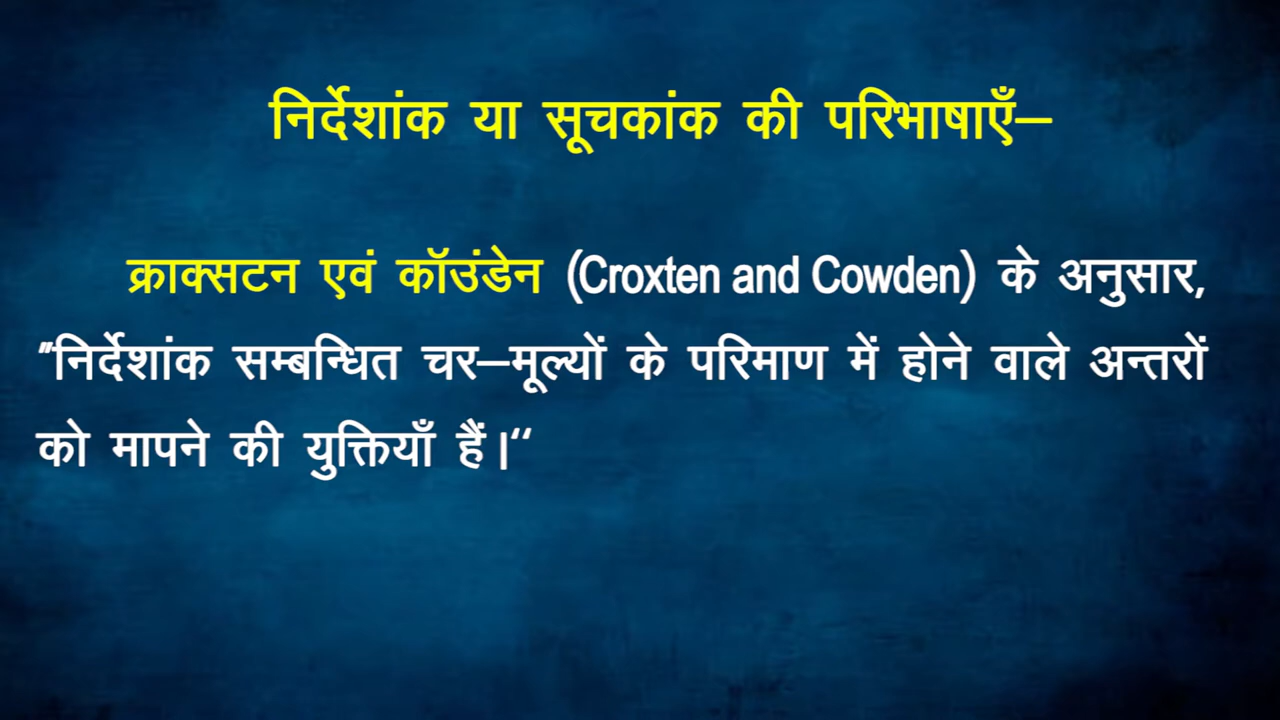 निर्देशांक या सूचकांक की परिभाषाएँ–
क्राक्सटन एवं कॉउंडेन (Croxten and Cowden) के अनुसार,
"निर्देशांक सम्बन्धित चर–मूल्यों के परिमाण में होने वाले अन्तरों
को मापने की युक्तियाँ हैं।‘‘